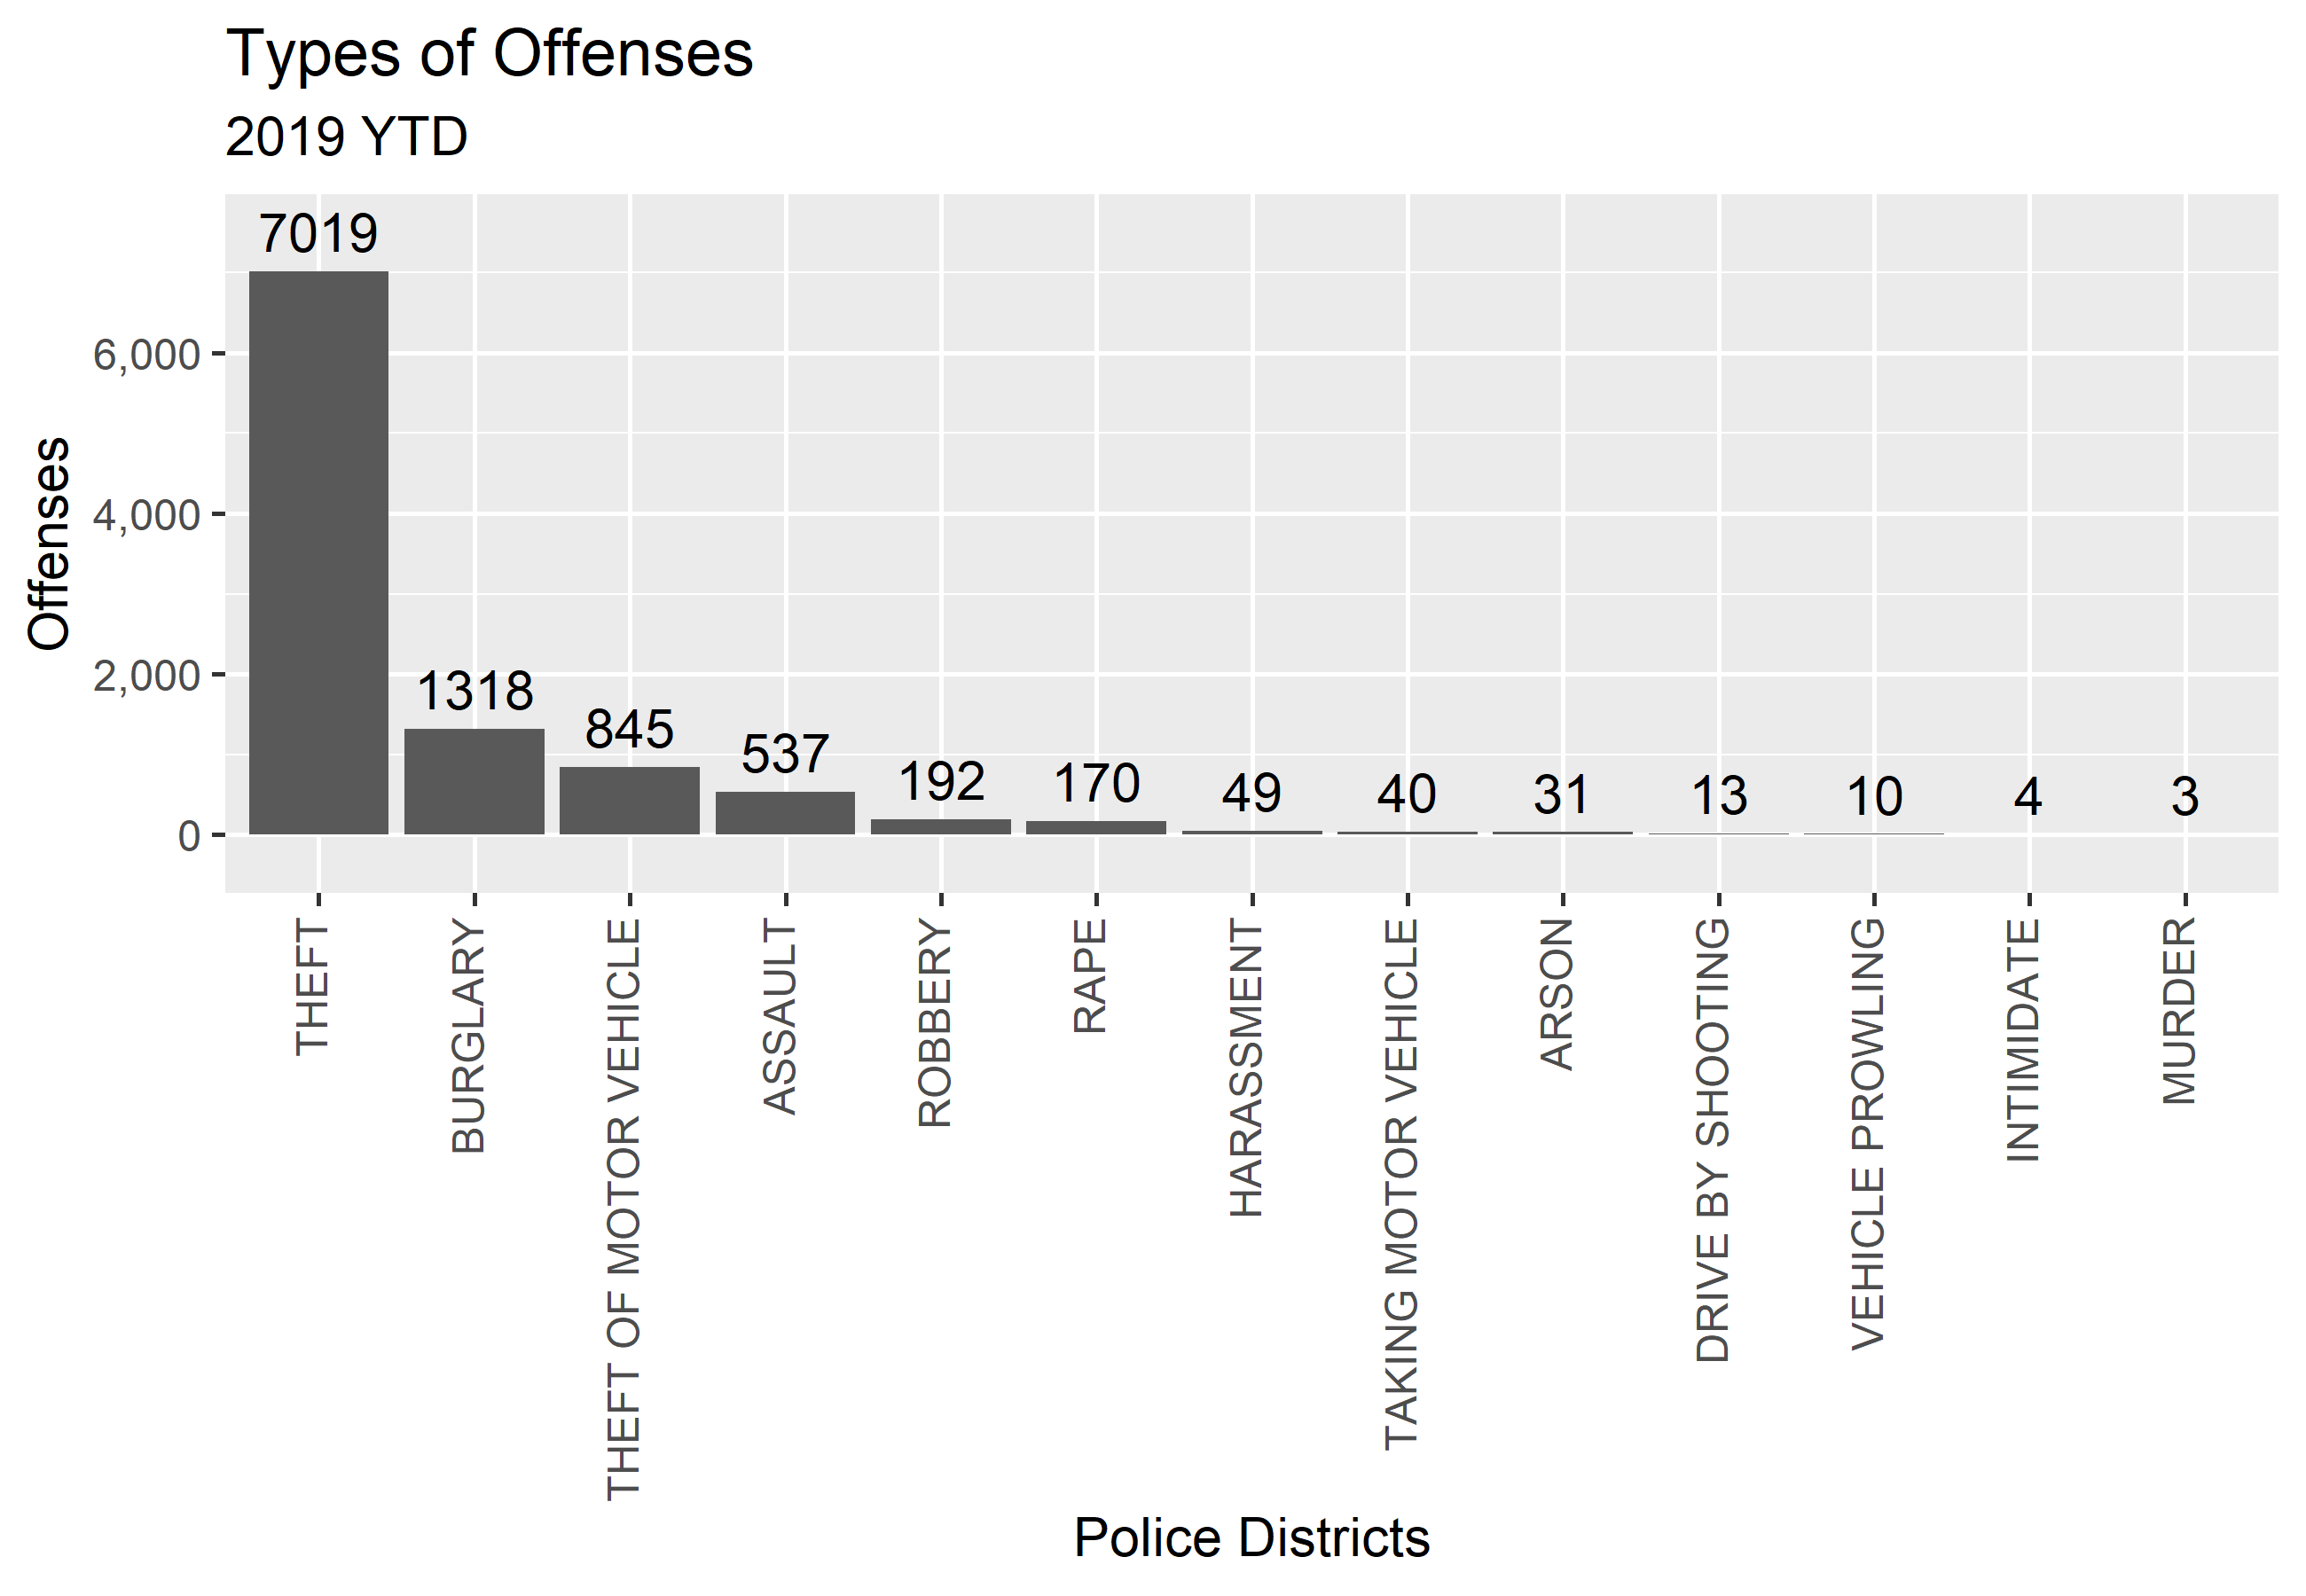 Types of Offenses
2019 YTD
7019
1318
845
537
192
170
49
40
31
13
10
4
3
6,000
4,000
2,000
0
Offenses
THEFT
BURGLARY
THEFT OF MOTOR VEHICLE
ASSAULT
ROBBERY
RAPE
HARASSMENT
TAKING MOTOR VEHICLE
ARSON
DRIVE BY SHOOTING
VEHICLE PROWLING
INTIMIDATE
MURDER
Police Districts